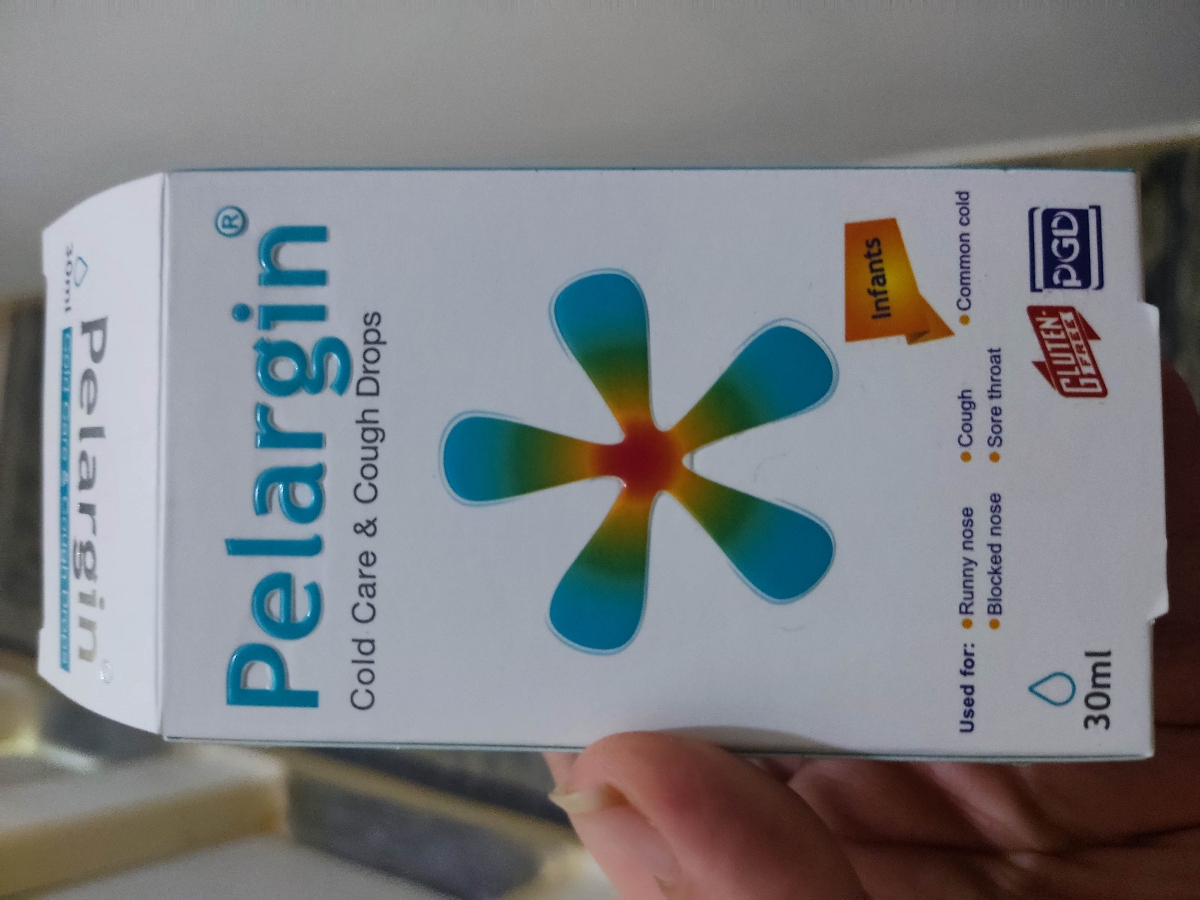 30ml
Pelargin®
Cold Care & Cough Drops
Pelargin®
Cold Care & Cough Drops
Infants
Used for: •Runny nose •Cough •Common cold
•Blocked nose •Sore throat
30ml
GLUTEN-
FREE
PGD